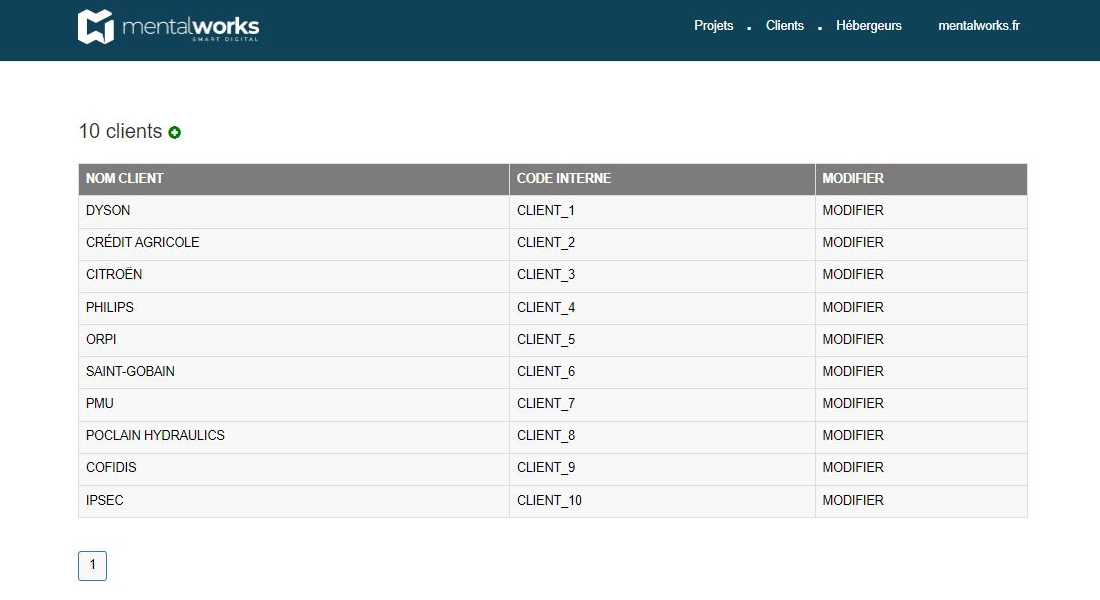 mentalworks
SMART DIGITAL
Projets . Clients . Hébergeurs mentalworks.fr
10 clients
NOM CLIENT CODE INTERNE MODIFIER
DYSON CLIENT_1 MODIFIER
CRÉDIT AGRICOLE CLIENT_2 MODIFIER
CITROËN CLIENT_3 MODIFIER
PHILIPS CLIENT_4 MODIFIER
ORPI CLIENT_5 MODIFIER
SAINT-GOBAIN CLIENT_6 MODIFIER
PMU CLIENT_7 MODIFIER
POCLAIN HYDRAULICS CLIENT_8 MODIFIER
COFIDIS CLIENT_9 MODIFIER
IPSEC CLIENT_10 MODIFIER
1